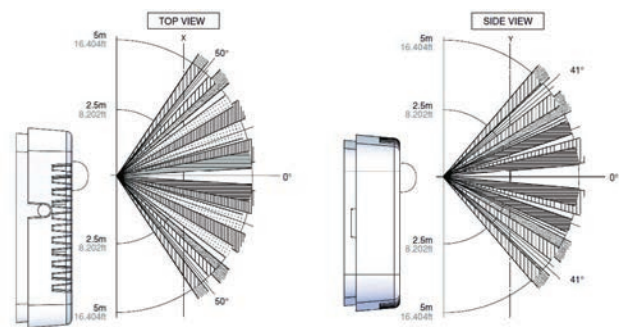 TOP VIEW
X
5m
16.404ft
50°
2.5m
8.202ft
0°
2.5m
8.202ft
50°
5m
16.404ft
SIDE VIEW
Y
5m
16.404ft
41°
2.5m
8.202ft
0°
2.5m
8.202ft
41°
5m
16.404ft